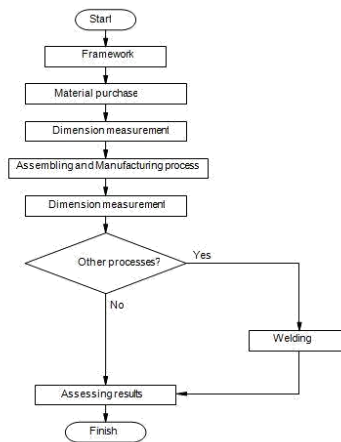 Start
Framework
Material purchase
Dimension measurement
Assembling and Manufacturing process
Dimension measurement
Other processes?
Yes
No
Welding
Assessing results
Finish